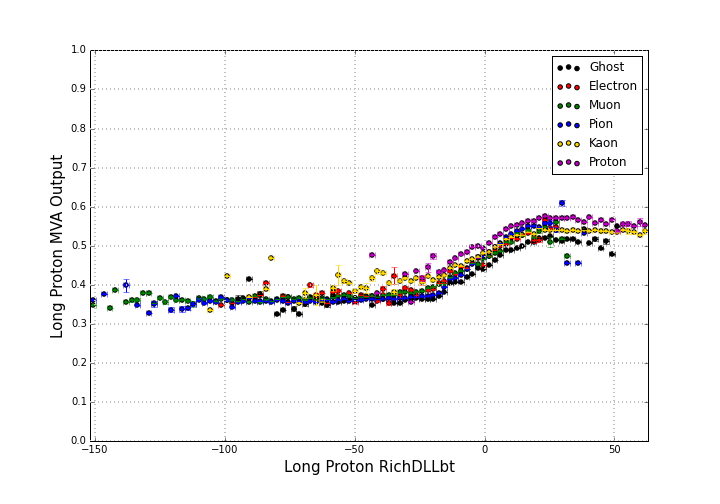 1.0
0.9
0.8
0.7
0.6
0.5
0.4
0.3
0.2
0.1
0.0
Long Proton MVA Output
Ghost
Electron
Muon
Pion
Kaon
Proton
−150 −100 −50 0 50
Long Proton RichDLLbt